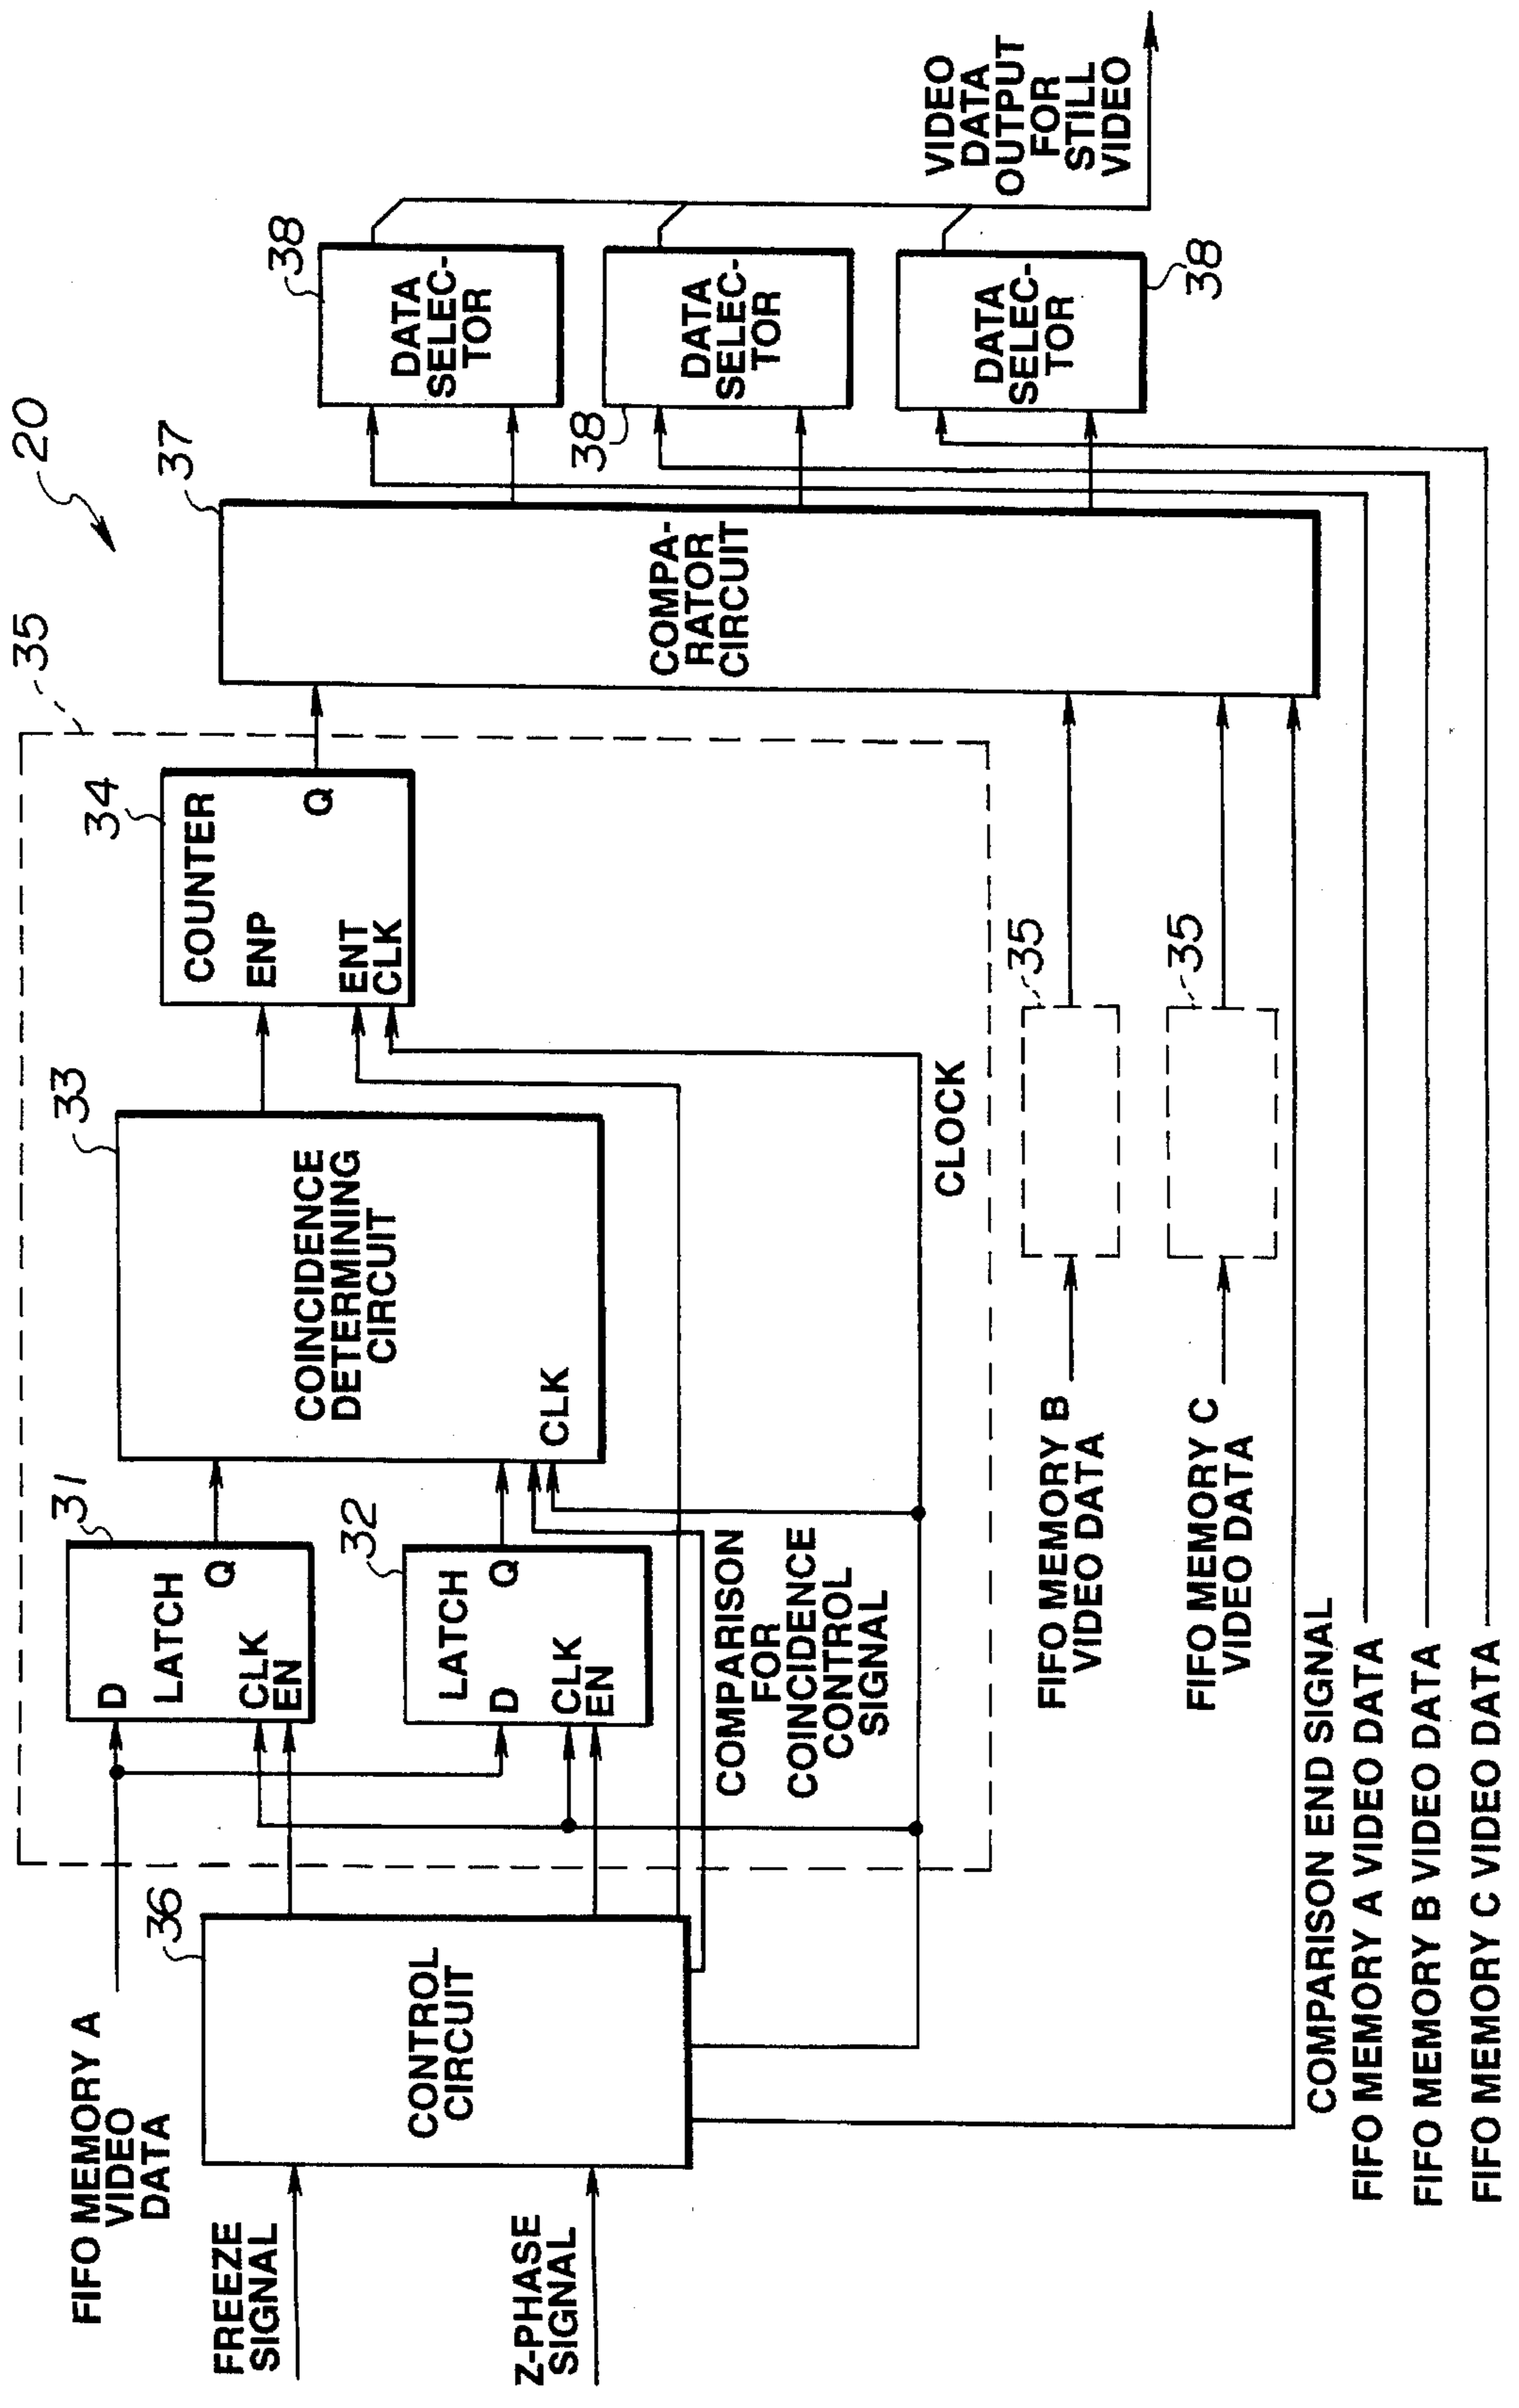 20
FIFO MEMORY A
VIDEO
DATA
FREEZE
SIGNAL
Z-PHASE
SIGNAL
36
CONTROL
CIRCUIT
31
D
LATCH
Q
CLK
EN
32
LATCH
D
Q
CLK
EN
33
COINCIDENCE
DETERMINING
CIRCUIT
CLK
34
COUNTER
ENP
Q
ENT
CLK
35
COMPARISON
FOR
COINCIDENCE
CONTROL
SIGNAL
CLOCK
37
COMPA-
RATOR
CIRCUIT
38
DATA
SELEC-
TOR
38
DATA
SELEC-
TOR
38
DATA
SELEC-
TOR
VIDEO
DATA
OUTPUT
FOR
STILL
VIDEO
FIFO MEMORY B
VIDEO DATA
35
FIFO MEMORY C
VIDEO DATA
35
COMPARISON END SIGNAL
FIFO MEMORY A VIDEO DATA
FIFO MEMORY B VIDEO DATA
FIFO MEMORY C VIDEO DATA